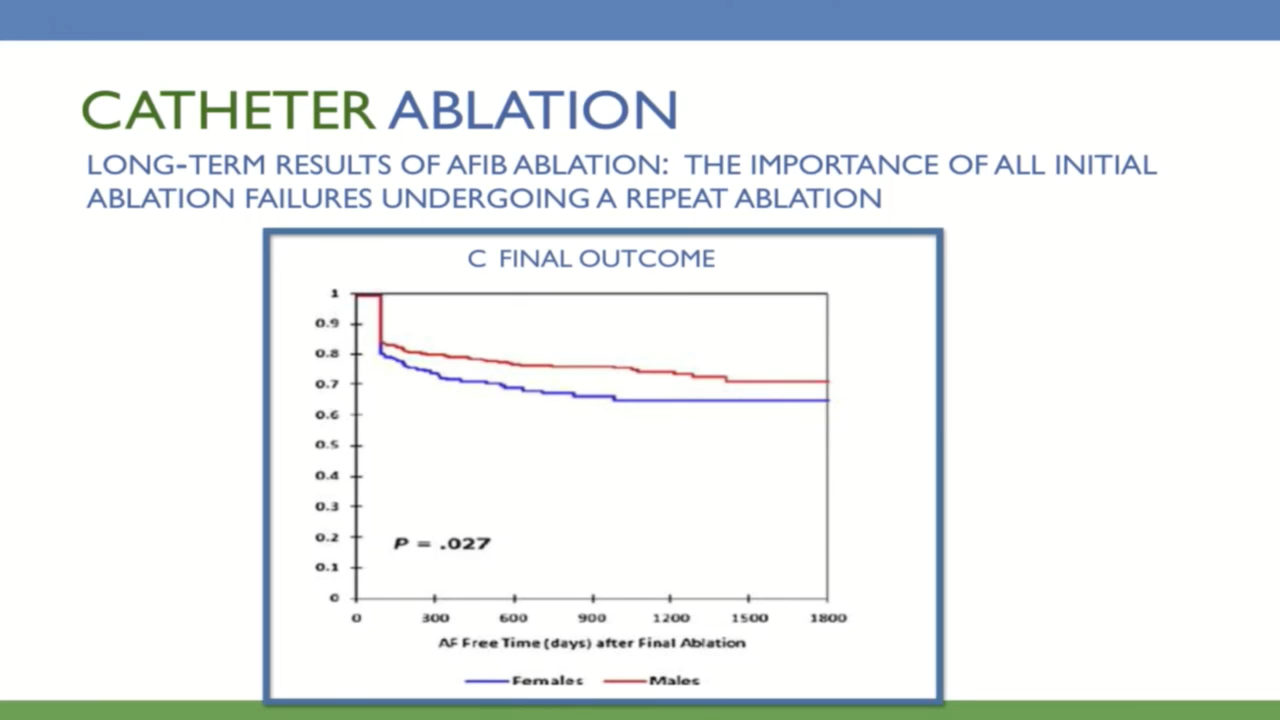 CATHETER ABLATION
LONG-TERM RESULTS OF AFIB ABLATION: THE IMPORTANCE OF ALL INITIAL
ABLATION FAILURES UNDERGOING A REPEAT ABLATION
C FINAL OUTCOME
1
0.9
0.8
0.7
0.6
0.5
0.4
0.3
0.2
0.1
0
P = .027
0 300 600 900 1200 1500 1800
AF Free Time (days) after Final Ablation
Females Males